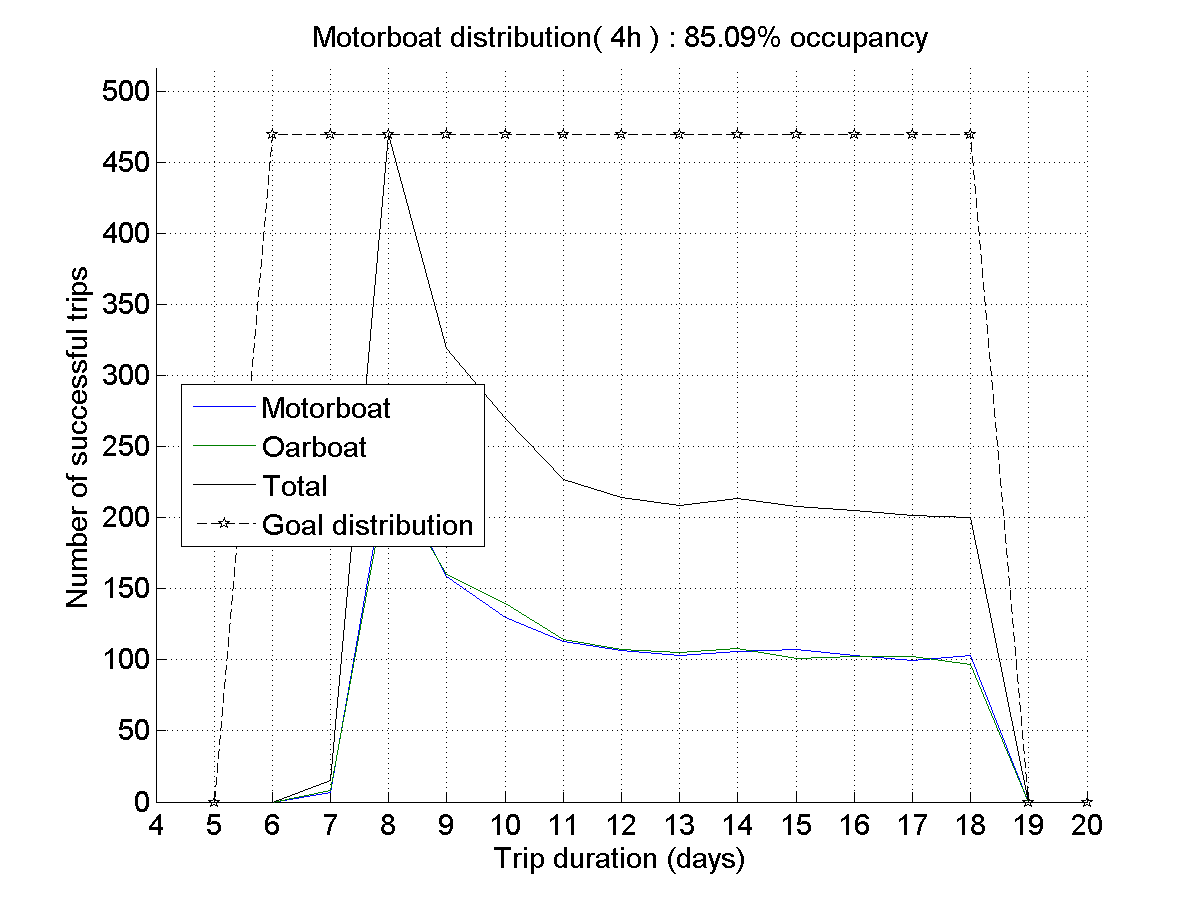 Motorboat distribution( 4h ) : 85.09% occupancy
Number of successful trips
500
450
400
350
300
250
200
150
100
50
0
Motorboat
Oarboat
Total
Goal distribution
4 5 6 7 8 9 10 11 12 13 14 15 16 17 18 19 20
Trip duration (days)